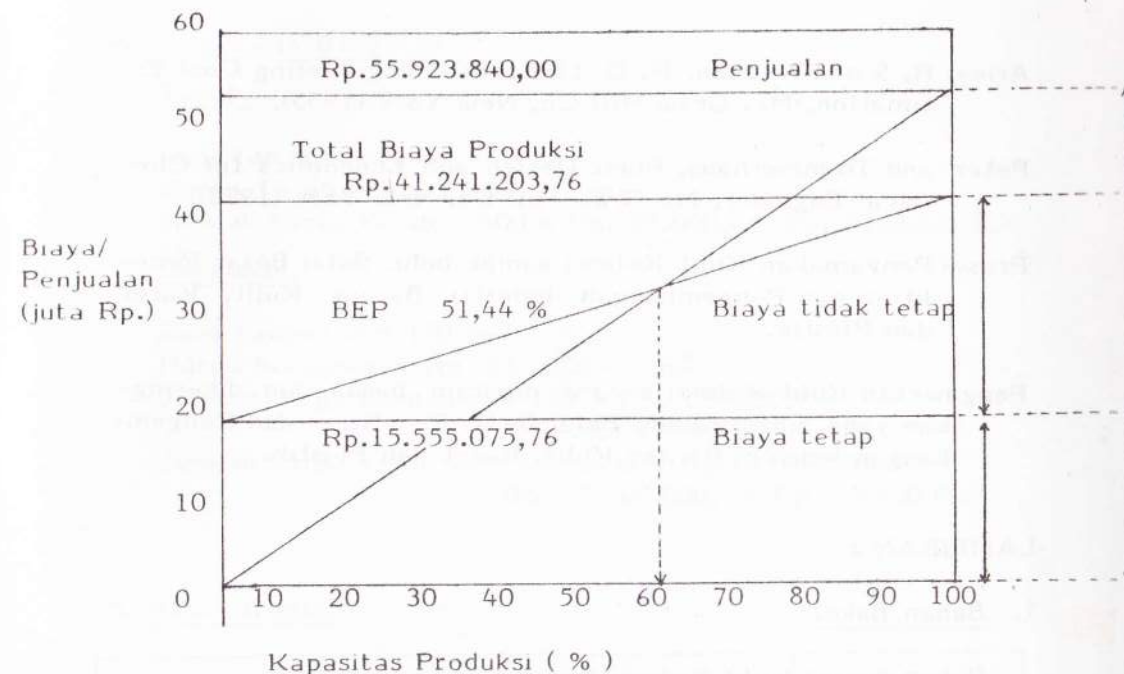 60
Rp.55.923.840,00 Penjualan
50
Total Biaya Produksi
Rp.41.241.203,76
40
Biaya/
Penjualan
(juta Rp.)
30
BEP 51,44 %
Biaya tidak tetap
20
Rp.15.555.075,76
Biaya tetap
10
0
10 20 30 40 50 60 70 80 90 100
Kapasitas Produksi ( % )